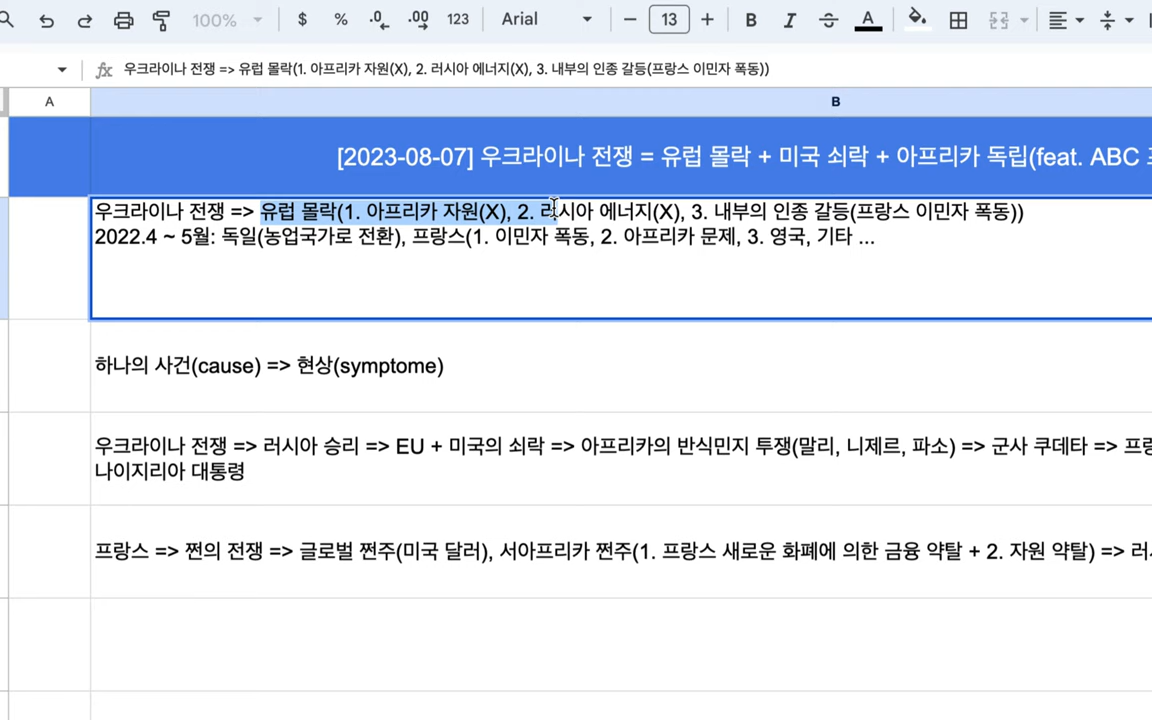 100% $ % .0 .00 123 Arial 13 B I A
fx 우크라이나 전쟁 => 유럽 몰락(1. 아프리카 자원(X), 2. 러시아 에너지(X), 3. 내부의 인종 갈등(프랑스 이민자 폭동))
A B
[2023-08-07] 우크라이나 전쟁 = 유럽 몰락 + 미국 쇠락 + 아프리카 독립(feat. ABC
우크라이나 전쟁 => 유럽 몰락(1. 아프리카 자원(X), 2. 러시아 에너지(X), 3. 내부의 인종 갈등(프랑스 이민자 폭동))
2022.4 ~ 5월: 독일(농업국가로 전환), 프랑스(1. 이민자 폭동, 2. 아프리카 문제, 3. 영국, 기타 ...
하나의 사건(cause) => 현상(symptome)
우크라이나 전쟁 => 러시아 승리 => EU + 미국의 쇠락 => 아프리카의 반식민지 투쟁(말리, 니제르, 파소) => 군사 쿠데타 => 프랑
나이지리아 대통령
프랑스 => 쩐의 전쟁 => 글로벌 쩐주(미국 달러), 서아프리카 쩐주(1. 프랑스 새로운 화폐에 의한 금융 약탈 + 2. 자원 약탈) => 러